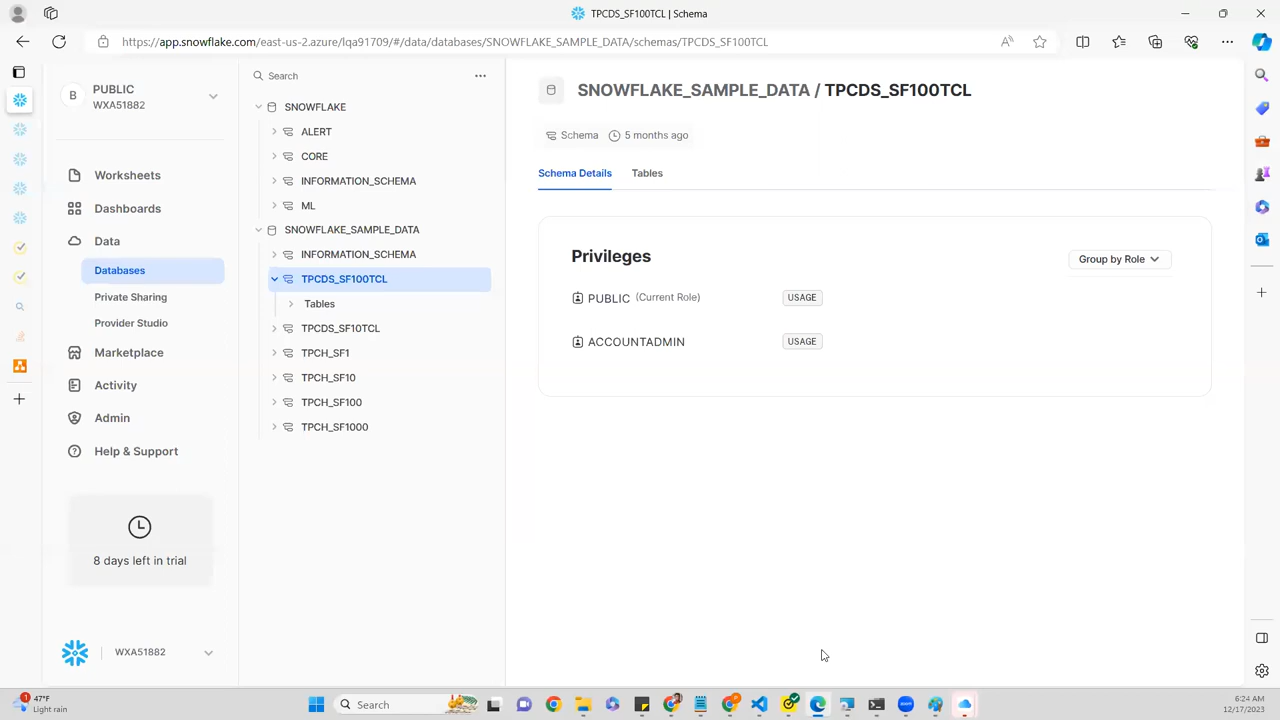 TPCDS_SF100TCL | Schema
https://app.snowflake.com/east-us-2.azure/lqa91709/#/data/databases/SNOWFLAKE_SAMPLE_DATA/schemas/TPCDS_SF100TCL
B
PUBLIC
WXA51882
Worksheets
Dashboards
Data
Databases
Private Sharing
Provider Studio
Marketplace
Activity
Admin
Help & Support
8 days left in trial
WXA51882
Search
SNOWFLAKE
ALERT
CORE
INFORMATION_SCHEMA
ML
SNOWFLAKE_SAMPLE_DATA
INFORMATION_SCHEMA
TPCDS_SF100TCL
Tables
TPCDS_SF10TCL
TPCH_SF1
TPCH_SF10
TPCH_SF100
TPCH_SF1000
SNOWFLAKE_SAMPLE_DATA / TPCDS_SF100TCL
Schema 5 months ago
Schema Details Tables
Privileges
Group by Role
PUBLIC (Current Role) USAGE
ACCOUNTADMIN USAGE
1
47°F
Light rain
Search
6:24 AM
12/17/2023